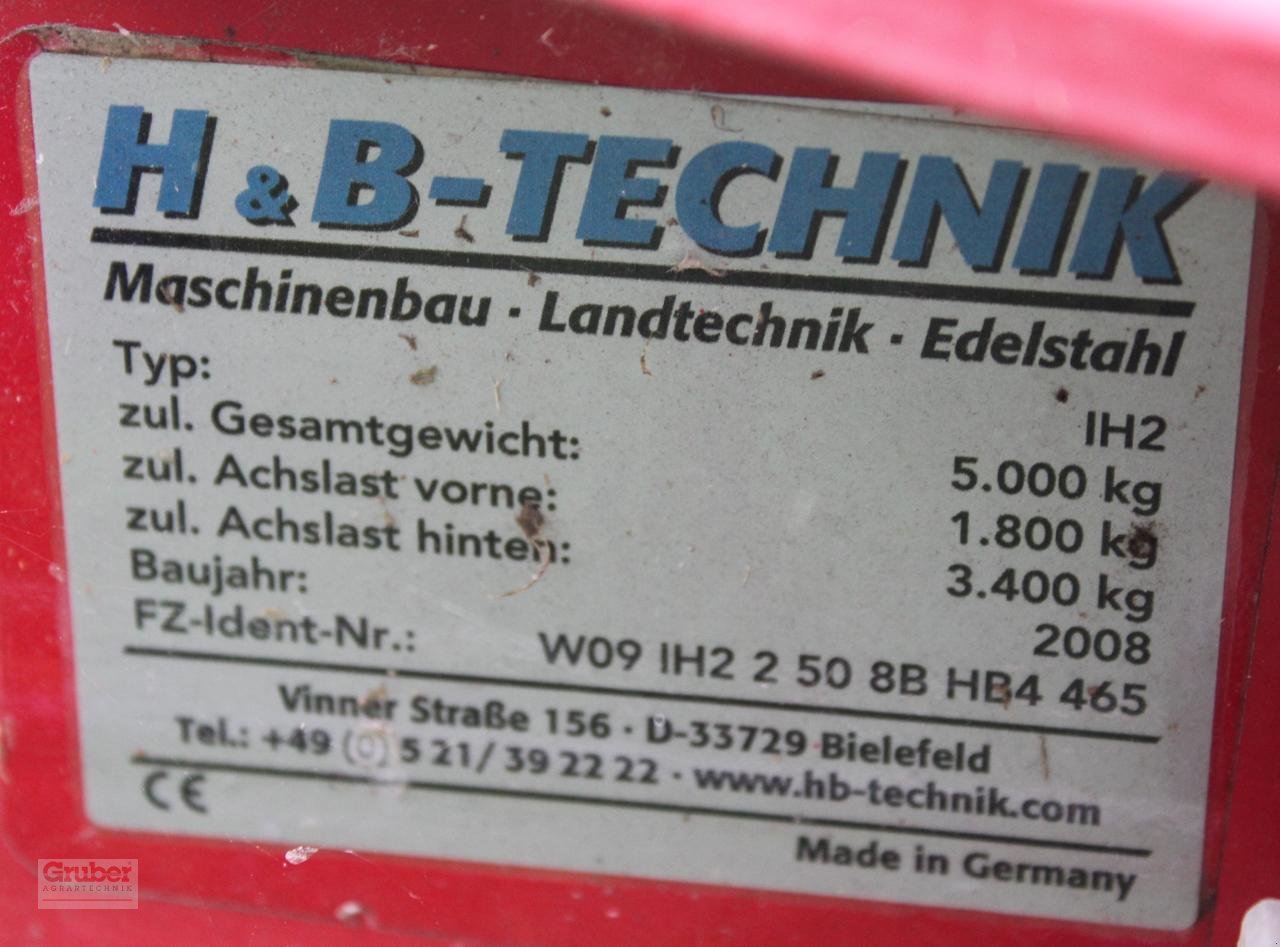 H & B-TECHNIK
Maschinenbau · Landtechnik · Edelstahl
Typ: IH2
zul. Gesamtgewicht: 5.000 kg
zul. Achslast vorne: 1.800 kg
zul. Achslast hinten: 3.400 kg
Baujahr: 2008
FZ-Ident-Nr.: W09 IH2 2 50 8B HB4 465
Vinner Straße 156 · D-33729 Bielefeld
Tel.: +49 (0) 5 21/ 39 22 22 · www.hb-technik.com
CE
Made in Germany
Gruber
AGRARTECHNIK